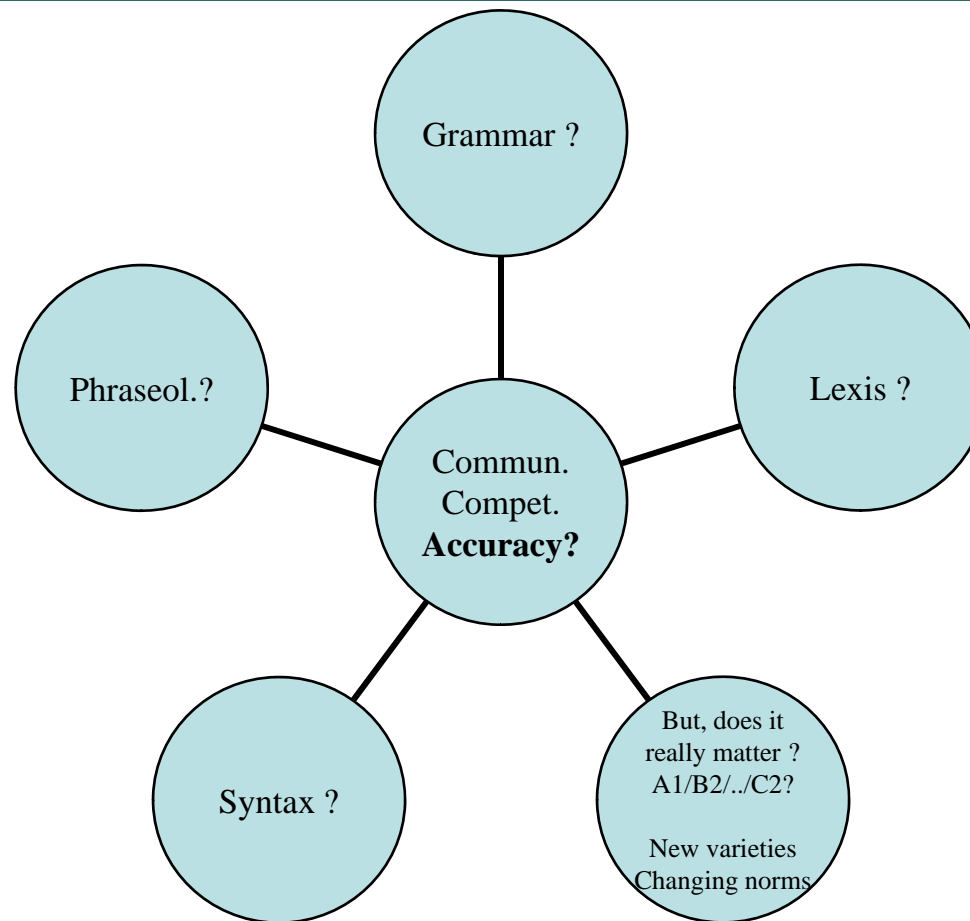 Grammar ?
Phraseol.?
Lexis ?
Commun.
Compet.
Accuracy?
Syntax ?
But, does it
really matter ?
A1/B2/../C2?
New varieties
Changing norms